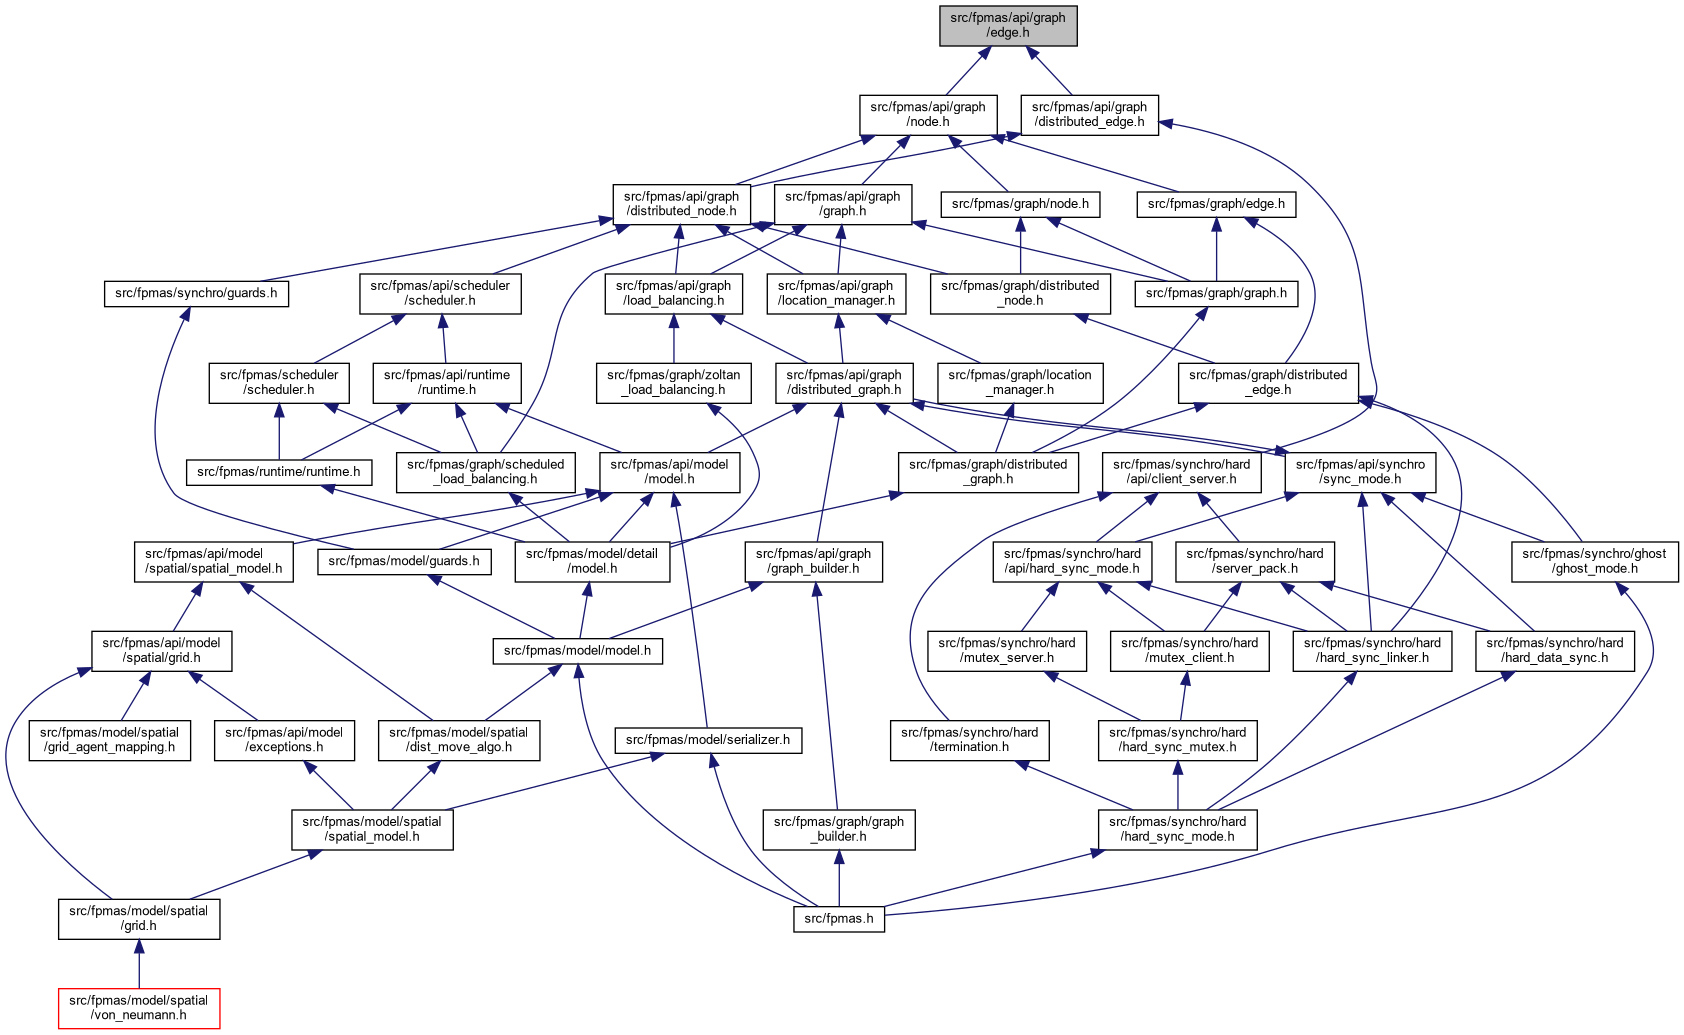 src/fpmas/api/graph
/edge.h
src/fpmas/api/graph
/node.h
src/fpmas/api/graph
/distributed_edge.h
src/fpmas/api/graph
/distributed_node.h
src/fpmas/api/graph
/graph.h
src/fpmas/graph/node.h
src/fpmas/graph/edge.h
src/fpmas/synchro/guards.h
src/fpmas/api/scheduler
/scheduler.h
src/fpmas/api/graph
/load_balancing.h
src/fpmas/api/graph
/location_manager.h
src/fpmas/graph/distributed
_node.h
src/fpmas/graph/graph.h
src/fpmas/scheduler
/scheduler.h
src/fpmas/api/runtime
/runtime.h
src/fpmas/graph/zoltan
_load_balancing.h
src/fpmas/api/graph
/distributed_graph.h
src/fpmas/graph/location
_manager.h
src/fpmas/graph/distributed
_edge.h
src/fpmas/runtime/runtime.h
src/fpmas/graph/scheduled
_load_balancing.h
src/fpmas/api/model
/model.h
src/fpmas/graph/distributed
_graph.h
src/fpmas/synchro/hard
/api/client_server.h
src/fpmas/api/synchro
/sync_mode.h
src/fpmas/api/model
/spatial/spatial_model.h
src/fpmas/model/guards.h
src/fpmas/model/detail
/model.h
src/fpmas/api/graph
/graph_builder.h
src/fpmas/synchro/hard
/api/hard_sync_mode.h
src/fpmas/synchro/hard
/server_pack.h
src/fpmas/synchro/ghost
/ghost_mode.h
src/fpmas/api/model
/spatial/grid.h
src/fpmas/model/model.h
src/fpmas/synchro/hard
/mutex_server.h
src/fpmas/synchro/hard
/mutex_client.h
src/fpmas/synchro/hard
/hard_sync_linker.h
src/fpmas/synchro/hard
/hard_data_sync.h
src/fpmas/model/spatial
/grid_agent_mapping.h
src/fpmas/api/model
/exceptions.h
src/fpmas/model/spatial
/dist_move_algo.h
src/fpmas/model/serializer.h
src/fpmas/synchro/hard
/termination.h
src/fpmas/synchro/hard
/hard_sync_mutex.h
src/fpmas/model/spatial
/spatial_model.h
src/fpmas/graph/graph
_builder.h
src/fpmas/synchro/hard
/hard_sync_mode.h
src/fpmas/model/spatial
/grid.h
src/fpmas.h
src/fpmas/model/spatial
/von_neumann.h